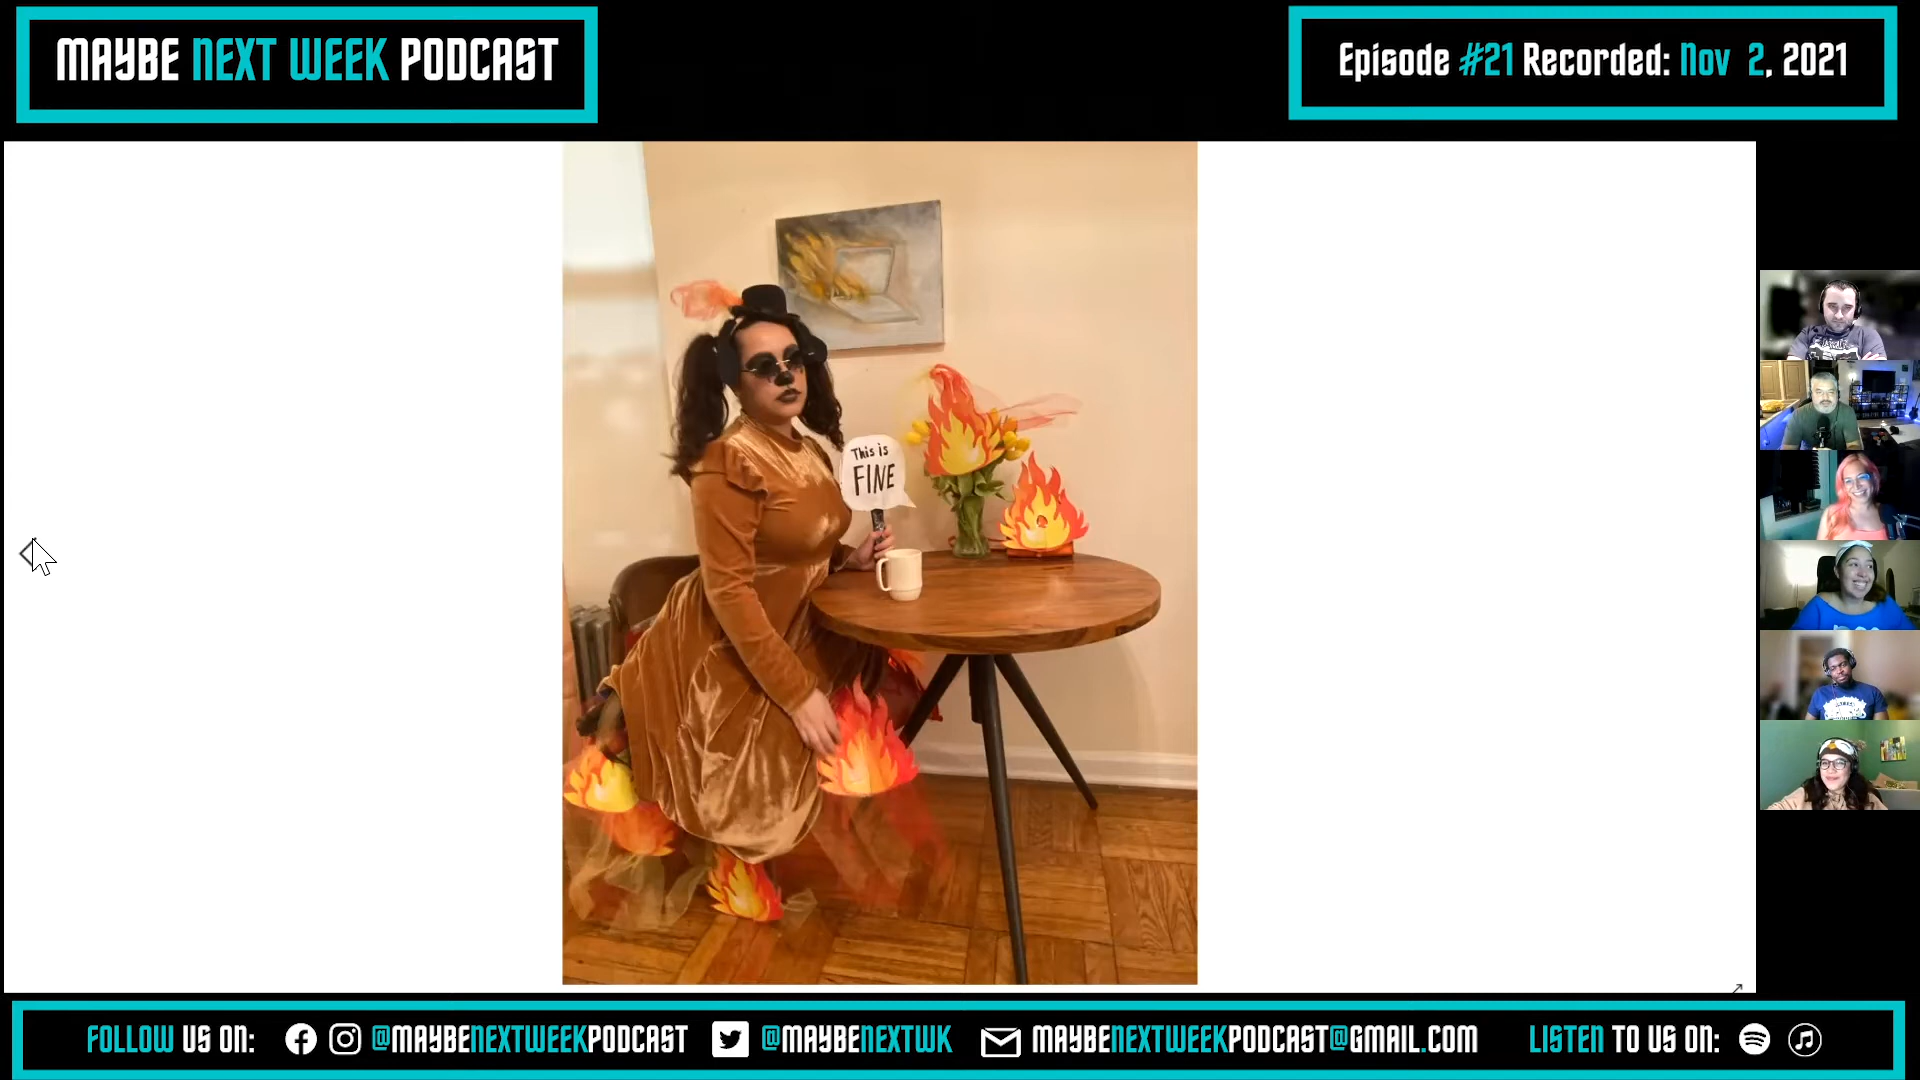 MAYBE NEXT WEEK PODCAST
Episode #21 Recorded: Nov 2, 2021
This is
FINE
FOLLOW US ON: @MAYBENEXTWEEKPODCAST @MAYBENEXTWK MAYBENEXTWEEKPODCAST@GMAIL.COM LISTEN TO US ON: